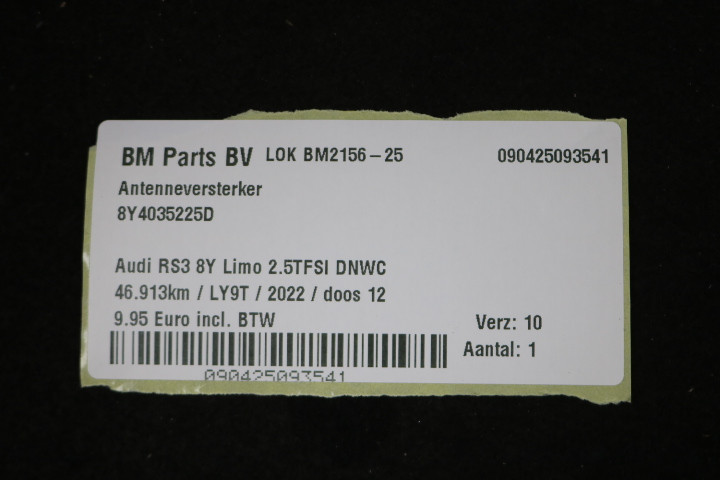 BM Parts BV LOK BM2156-25 090425093541
Antenneversterker
8Y4035225D
Audi RS3 8Y Limo 2.5TFSI DNWC
46.913km / LY9T / 2022 / doos 12
9.95 Euro incl. BTW Verz: 10
Aantal: 1
090425093541